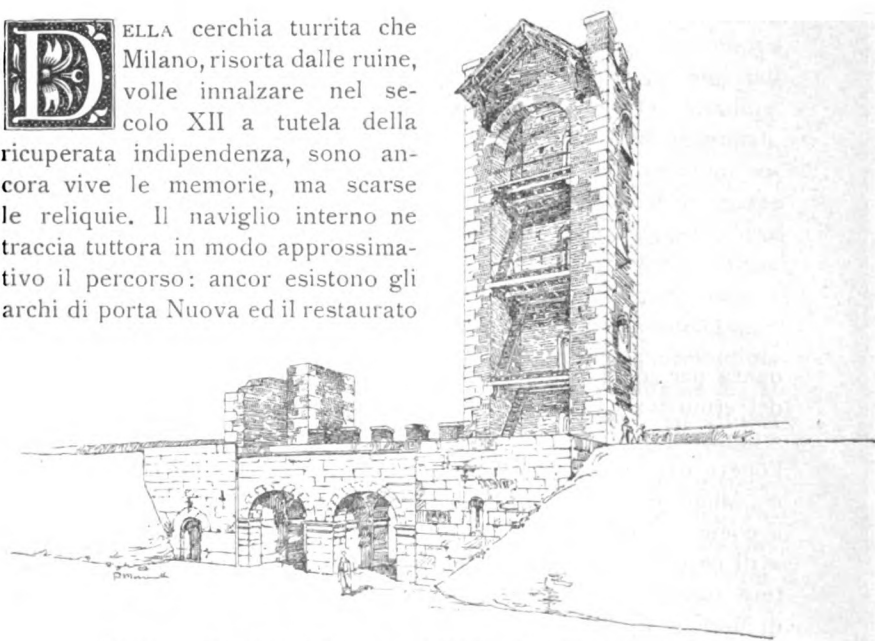 DELLA cerchia turrita che
Milano, risorta dalle ruine,
volle innalzare nel se-
colo XII a tutela della
ricuperata indipendenza, sono an-
cora vive le memorie, ma scarse
le reliquie. Il naviglio interno ne
traccia tuttora in modo approssima-
tivo il percorso: ancor esistono gli
archi di porta Nuova ed il restaurato